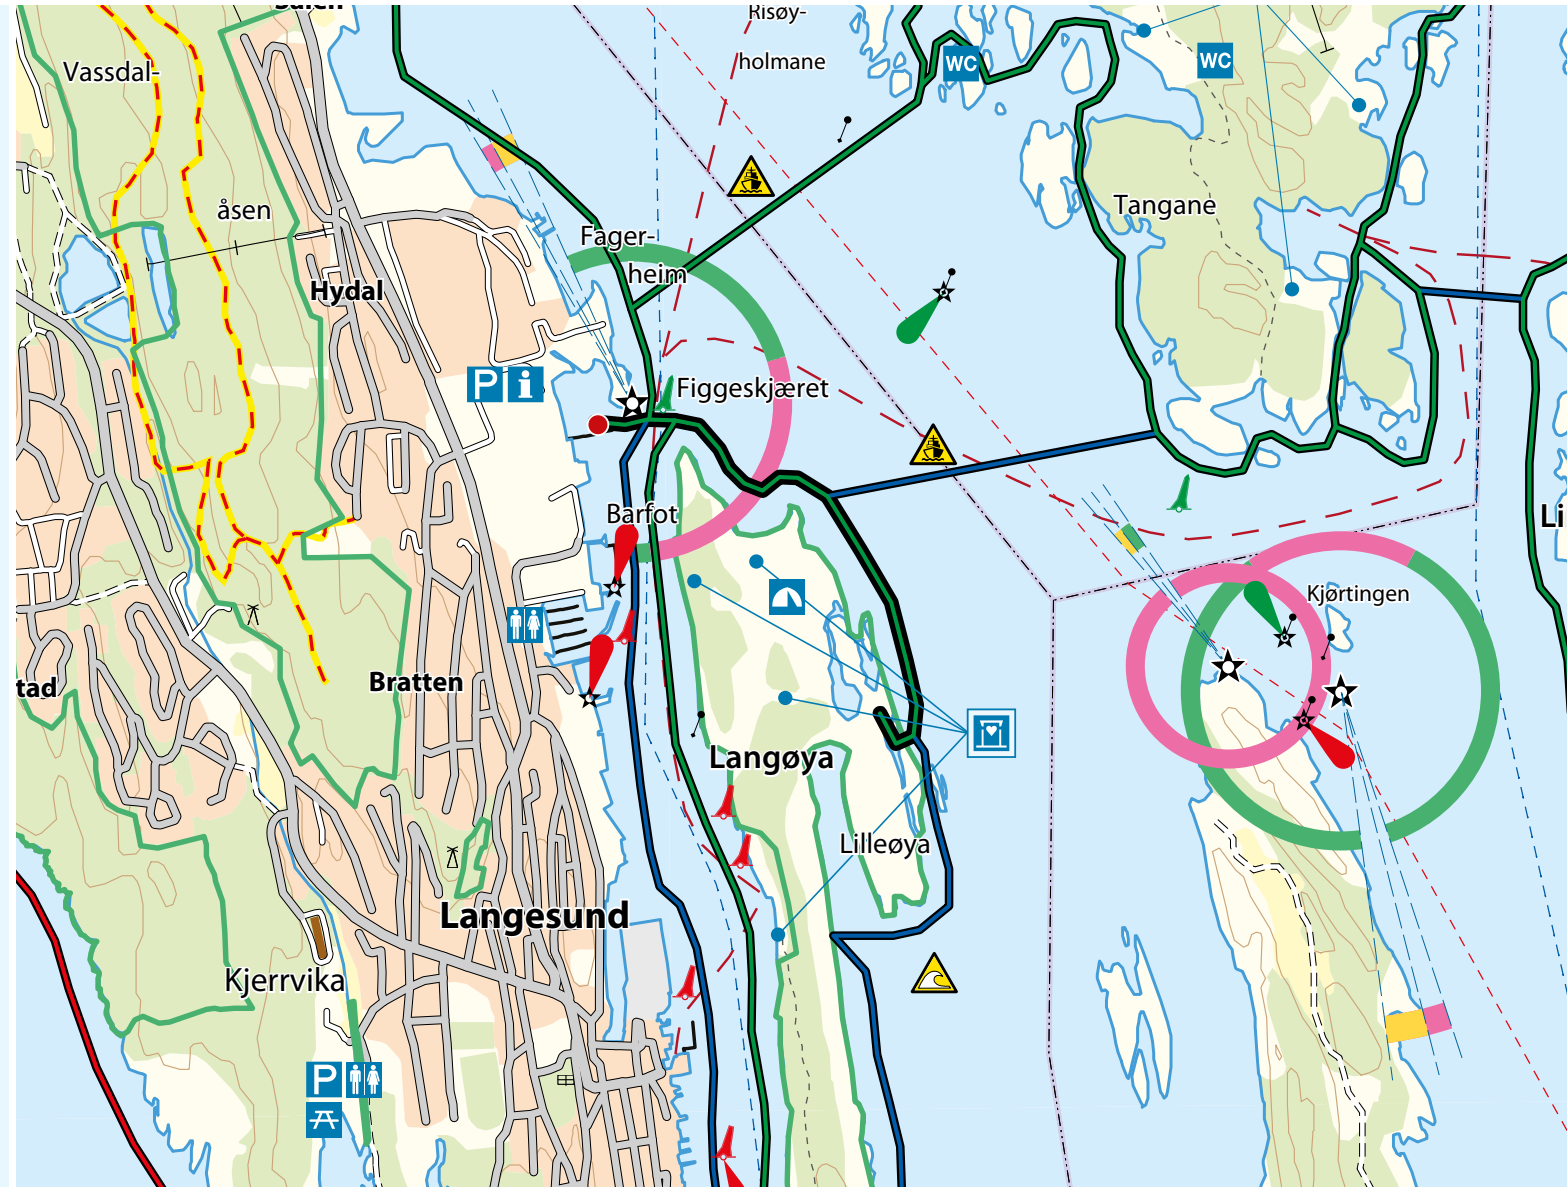 Risøy-
holmane
Vassdal-
WC
WC
åsen
Tangane
Fager-
heim
Hydal
P i
Figgeskjæret
Barfot
Li
Kjørtingen
Bratten
tad
Langøya
Lilleøya
Langesund
Kjerrvika
P